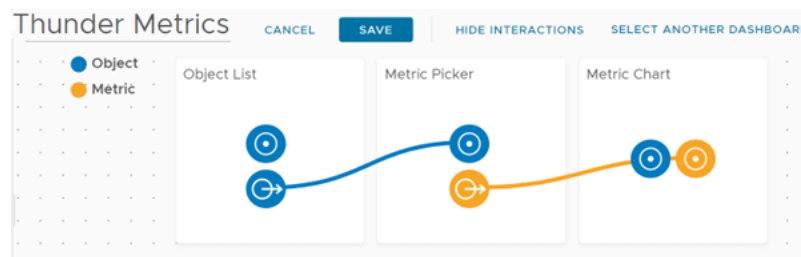 Thunder Metrics CANCEL SAVE HIDE INTERACTIONS SELECT ANOTHER DASHBOAR
Object
Metric
Object List Metric Picker Metric Chart